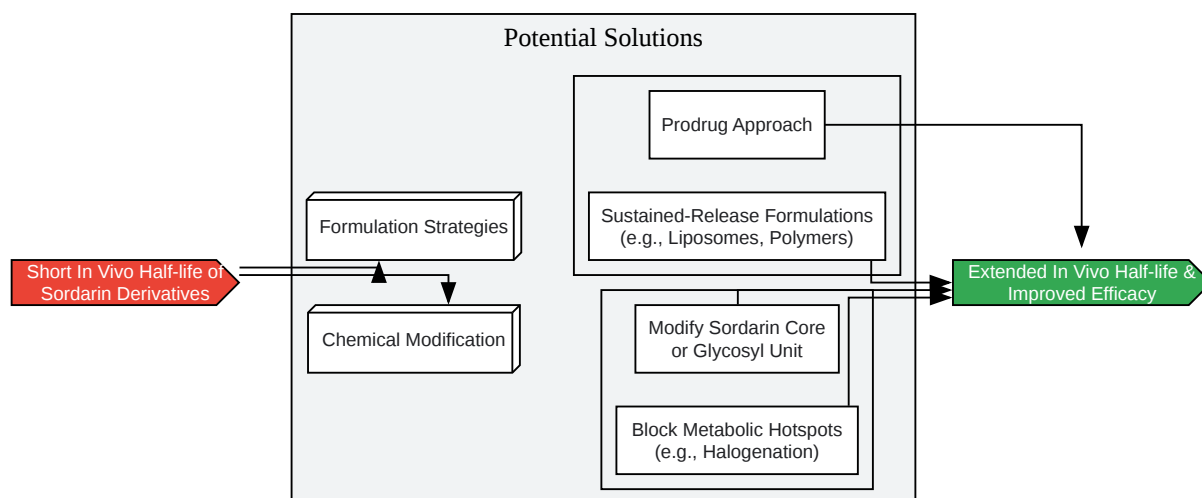 Potential Solutions
Prodrug Approach
Formulation Strategies
Sustained-Release Formulations
(e.g., Liposomes, Polymers)
Short In Vivo Half-life of
Sordarin Derivatives
Extended In Vivo Half-life &
Improved Efficacy
Chemical Modification
Modify Sordarin Core
or Glycosyl Unit
Block Metabolic Hotspots
(e.g., Halogenation)